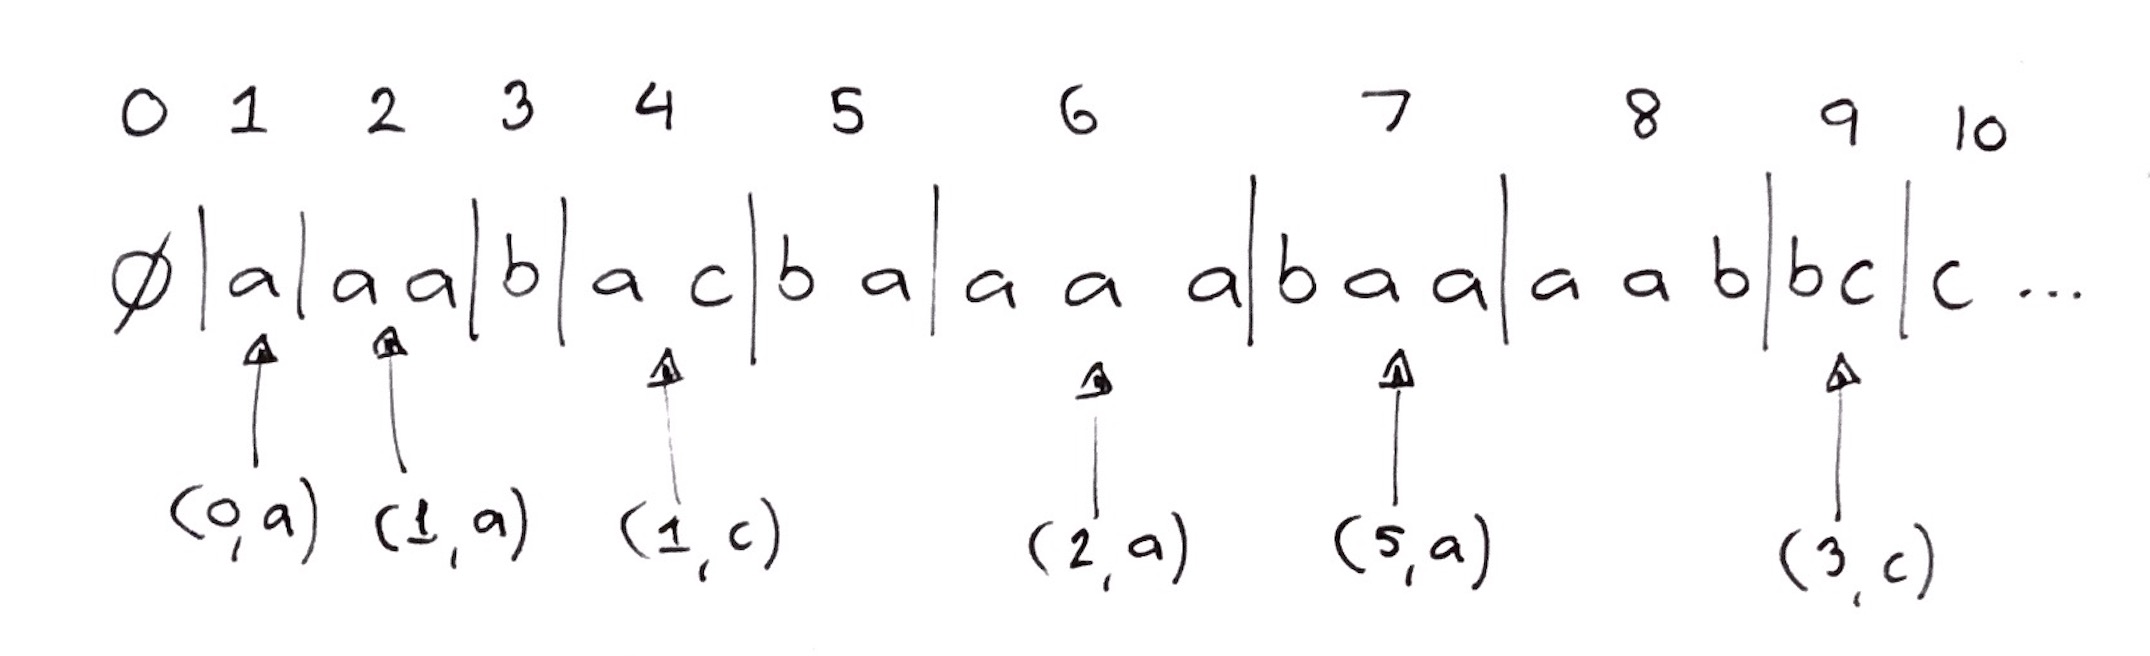 0 1 2 3 4 5 6 7 8 9 10
∅|a|a a|b|a c|b a|a a a|b a a|a a b|b c|c ...
(0,a) (1,a) (1,c) (2,a) (5,a) (3,c)